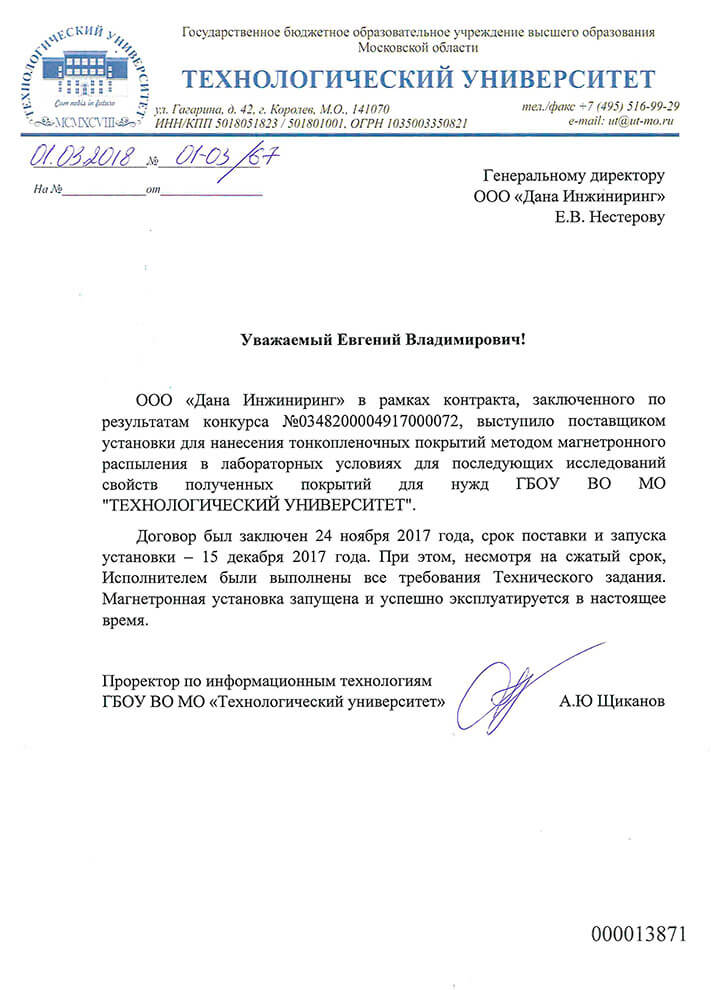 ТЕХНОЛОГИЧЕСКИЙ УНИВЕРСИТЕТ
Cum nobis in futuro
MCMXCVIII
Государственное бюджетное образовательное учреждение высшего образования
Московской области
ТЕХНОЛОГИЧЕСКИЙ УНИВЕРСИТЕТ
ул. Гагарина, д. 42, г. Королев, М.О., 141070
ИНН/КПП 5018051823 / 501801001, ОГРН 1035003350821
тел./факс +7 (495) 516-99-29
e-mail: ut@ut-mo.ru
01.03.2018 № 01-03/67
На №____________от______________
Генеральному директору
ООО «Дана Инжиниринг»
Е.В. Нестерову
Уважаемый Евгений Владимирович!
ООО «Дана Инжиниринг» в рамках контракта, заключенного по
результатам конкурса №0348200004917000072, выступило поставщиком
установки для нанесения тонкопленочных покрытий методом магнетронного
распыления в лабораторных условиях для последующих исследований
свойств полученных покрытий для нужд ГБОУ ВО МО
"ТЕХНОЛОГИЧЕСКИЙ УНИВЕРСИТЕТ".
Договор был заключен 24 ноября 2017 года, срок поставки и запуска
установки – 15 декабря 2017 года. При этом, несмотря на сжатый срок,
Исполнителем были выполнены все требования Технического задания.
Магнетронная установка запущена и успешно эксплуатируется в настоящее
время.
Проректор по информационным технологиям
ГБОУ ВО МО «Технологический университет»
А.Ю Щиканов
000013871